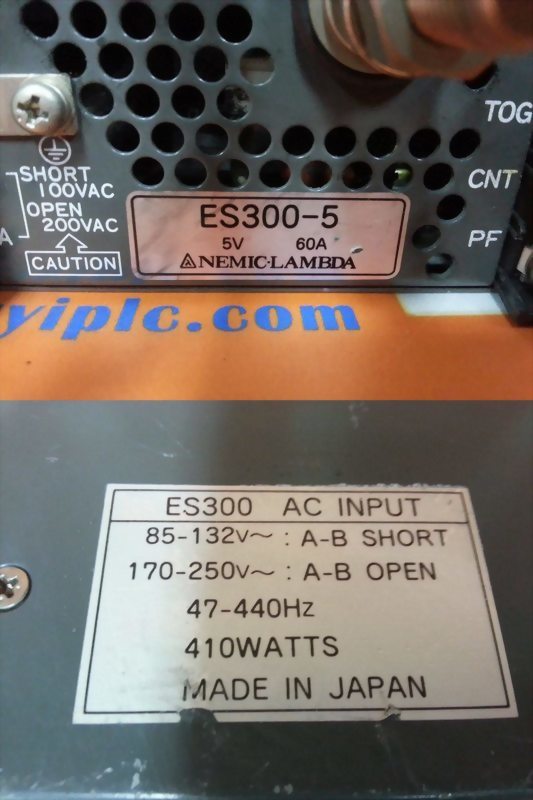 TOG
SHORT
100VAC
OPEN
200VAC
A
CAUTION
CNT
PF
ES300-5
5V 60A
NEMIC-LAMBDA
yiplc.com
ES300 AC INPUT
85-132V~ : A-B SHORT
170-250V~ : A-B OPEN
47-440Hz
410WATTS
MADE IN JAPAN